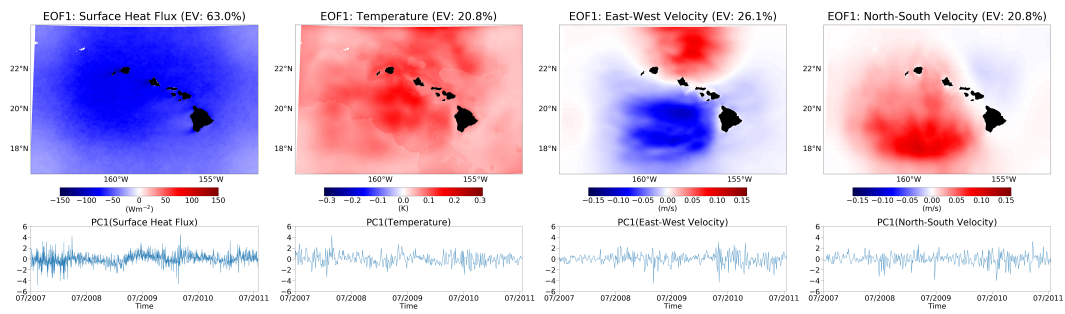 EOF1: Surface Heat Flux (EV: 63.0%)
EOF1: Temperature (EV: 20.8%)
EOF1: East-West Velocity (EV: 26.1%)
EOF1: North-South Velocity (EV: 20.8%)
22°N
20°N
18°N
160°W 155°W
−150 −100 −50 0 50 100 150
(Wm⁻²)
22°N
20°N
18°N
160°W 155°W
−0.3 −0.2 −0.1 0.0 0.1 0.2 0.3
(K)
22°N
20°N
18°N
160°W 155°W
−0.15 −0.10 −0.05 0.00 0.05 0.10 0.15
(m/s)
22°N
20°N
18°N
160°W 155°W
−0.15 −0.10 −0.05 0.00 0.05 0.10 0.15
(m/s)
PC1(Surface Heat Flux)
6
4
2
0
−2
−4
−6
07/2007 07/2008 07/2009 07/2010 07/2011
Time
PC1(Temperature)
6
4
2
0
−2
−4
−6
07/2007 07/2008 07/2009 07/2010 07/2011
Time
PC1(East-West Velocity)
6
4
2
0
−2
−4
−6
07/2007 07/2008 07/2009 07/2010 07/2011
Time
PC1(North-South Velocity)
6
4
2
0
−2
−4
−6
07/2007 07/2008 07/2009 07/2010 07/2011
Time